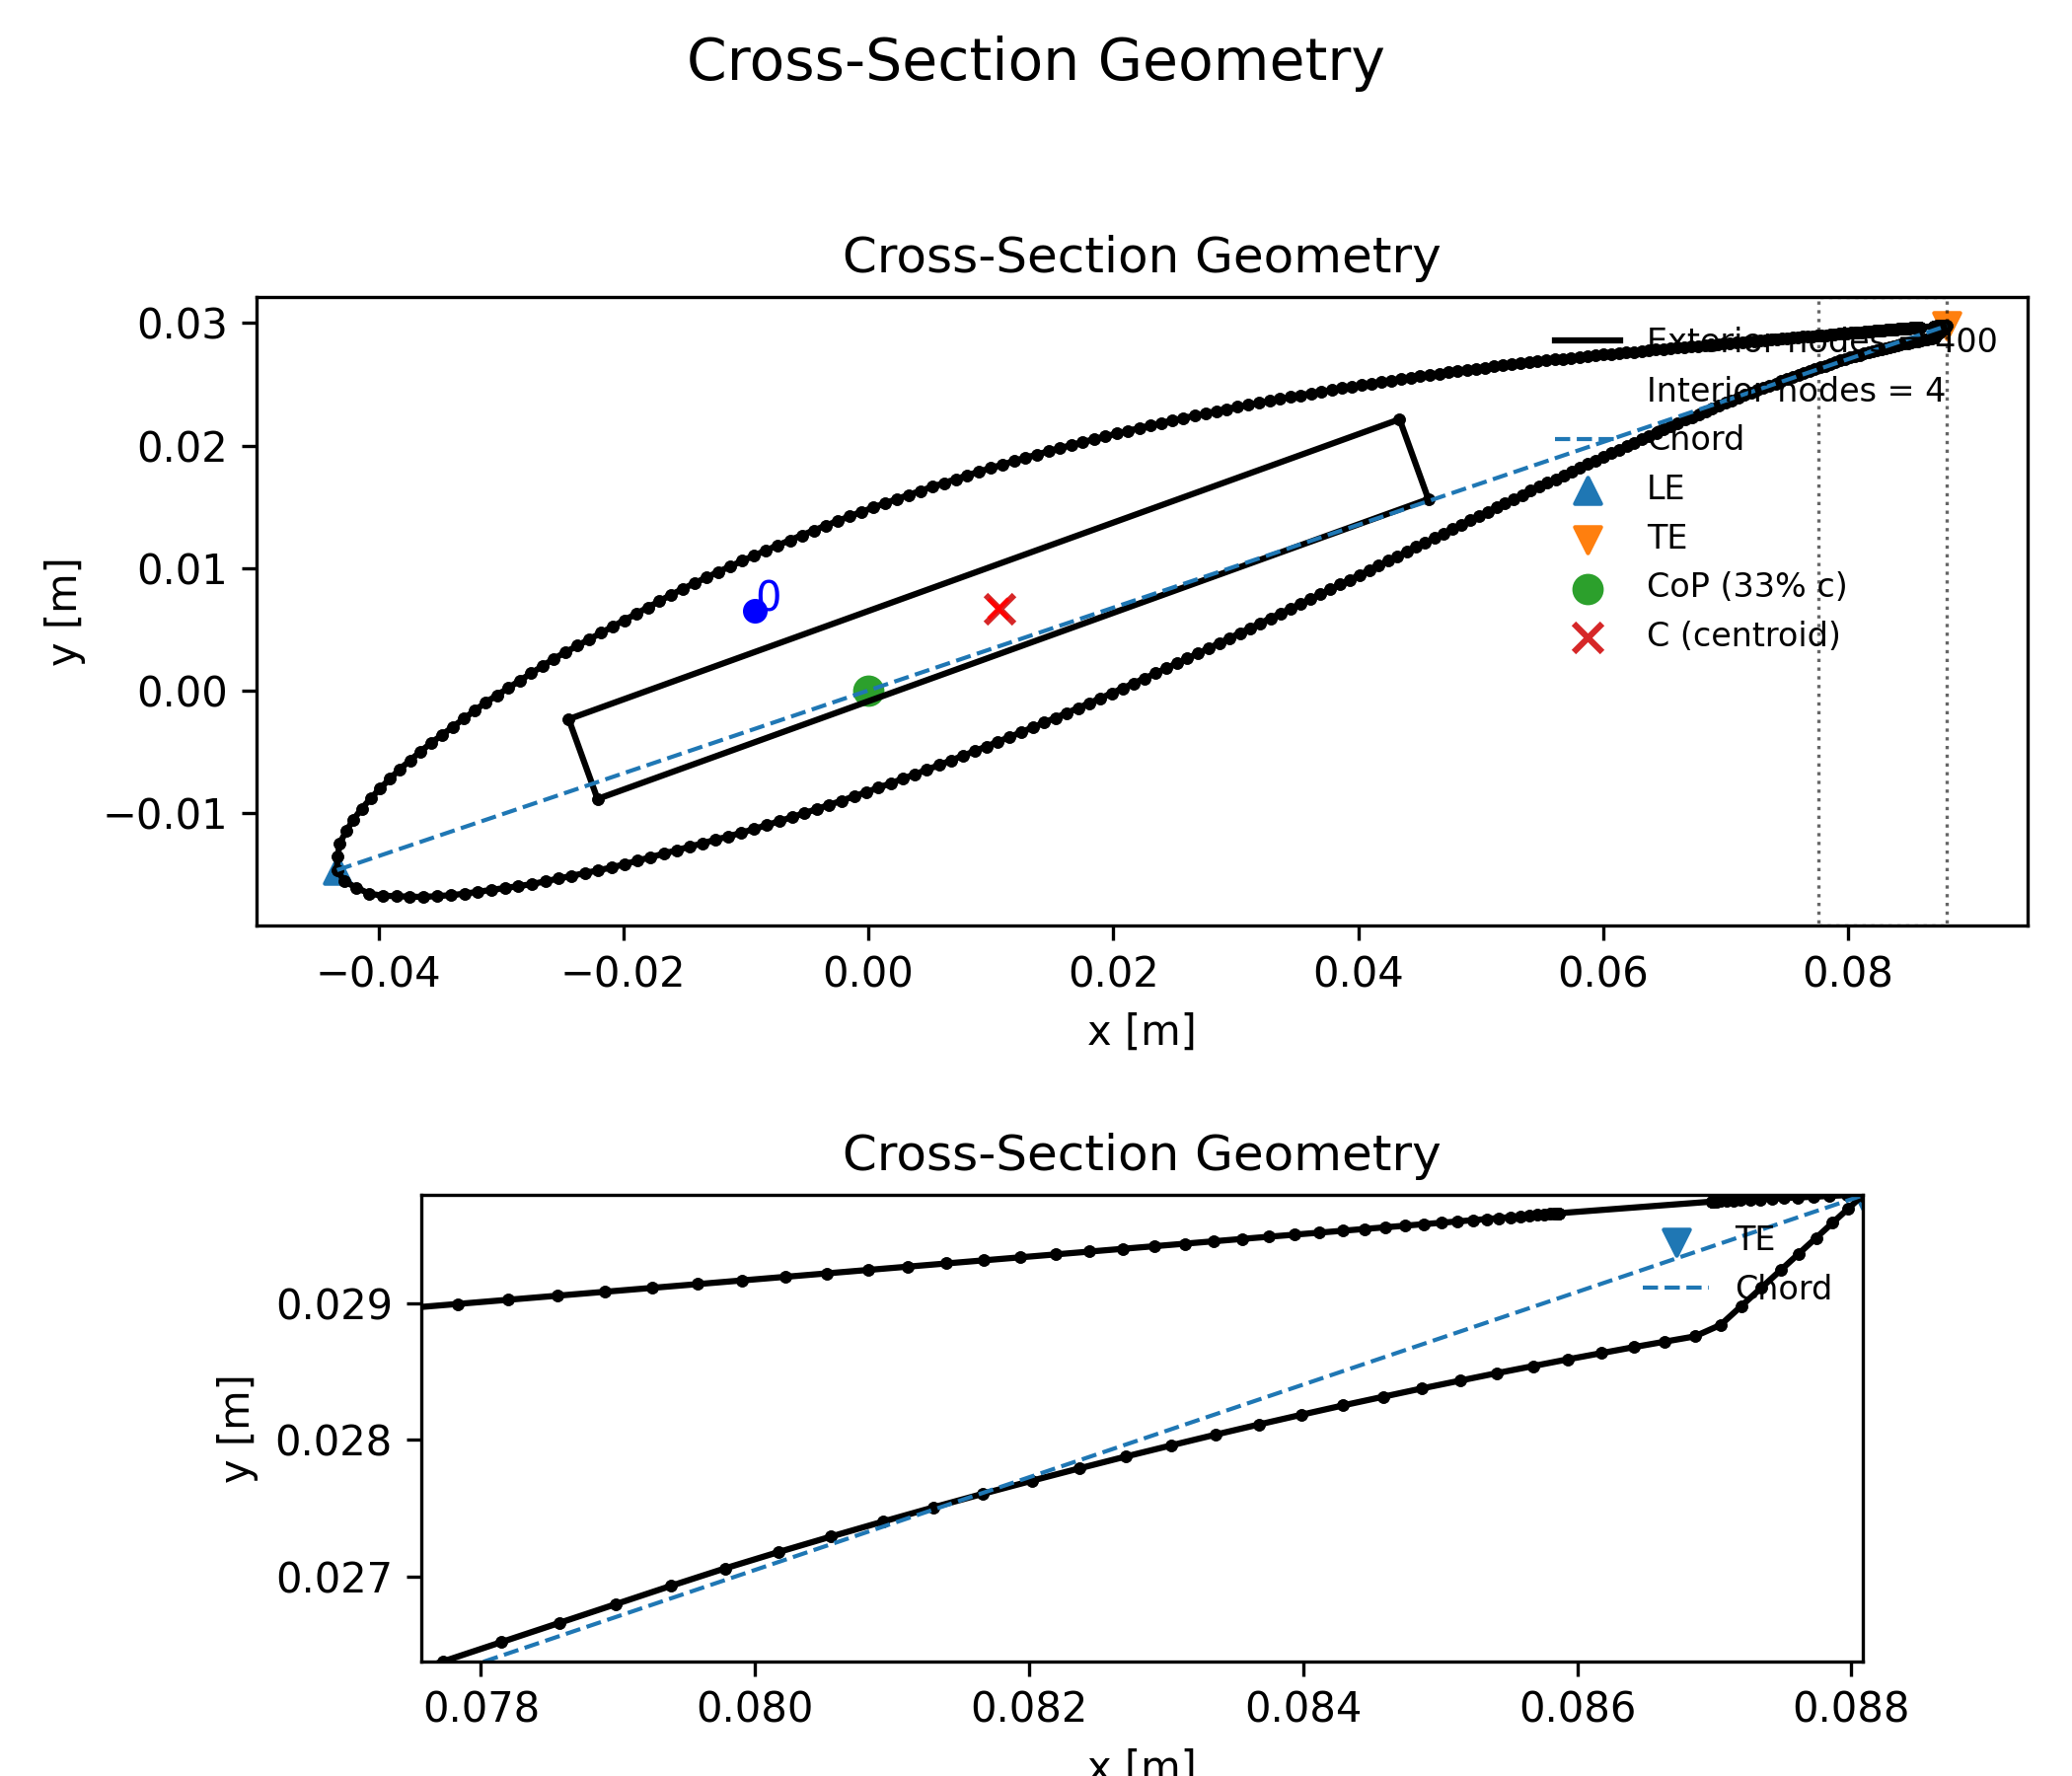 Cross-Section Geometry
Cross-Section Geometry
0.03
0.02
0.01
0.00
−0.01
y [m]
0
Exterior nodes = 400
Interior nodes = 4
Chord
LE
TE
CoP (33% c)
C (centroid)
−0.04
−0.02
0.00
0.02
0.04
0.06
0.08
x [m]
Cross-Section Geometry
0.029
0.028
0.027
y [m]
TE
Chord
0.078
0.080
0.082
0.084
0.086
0.088
x [m]